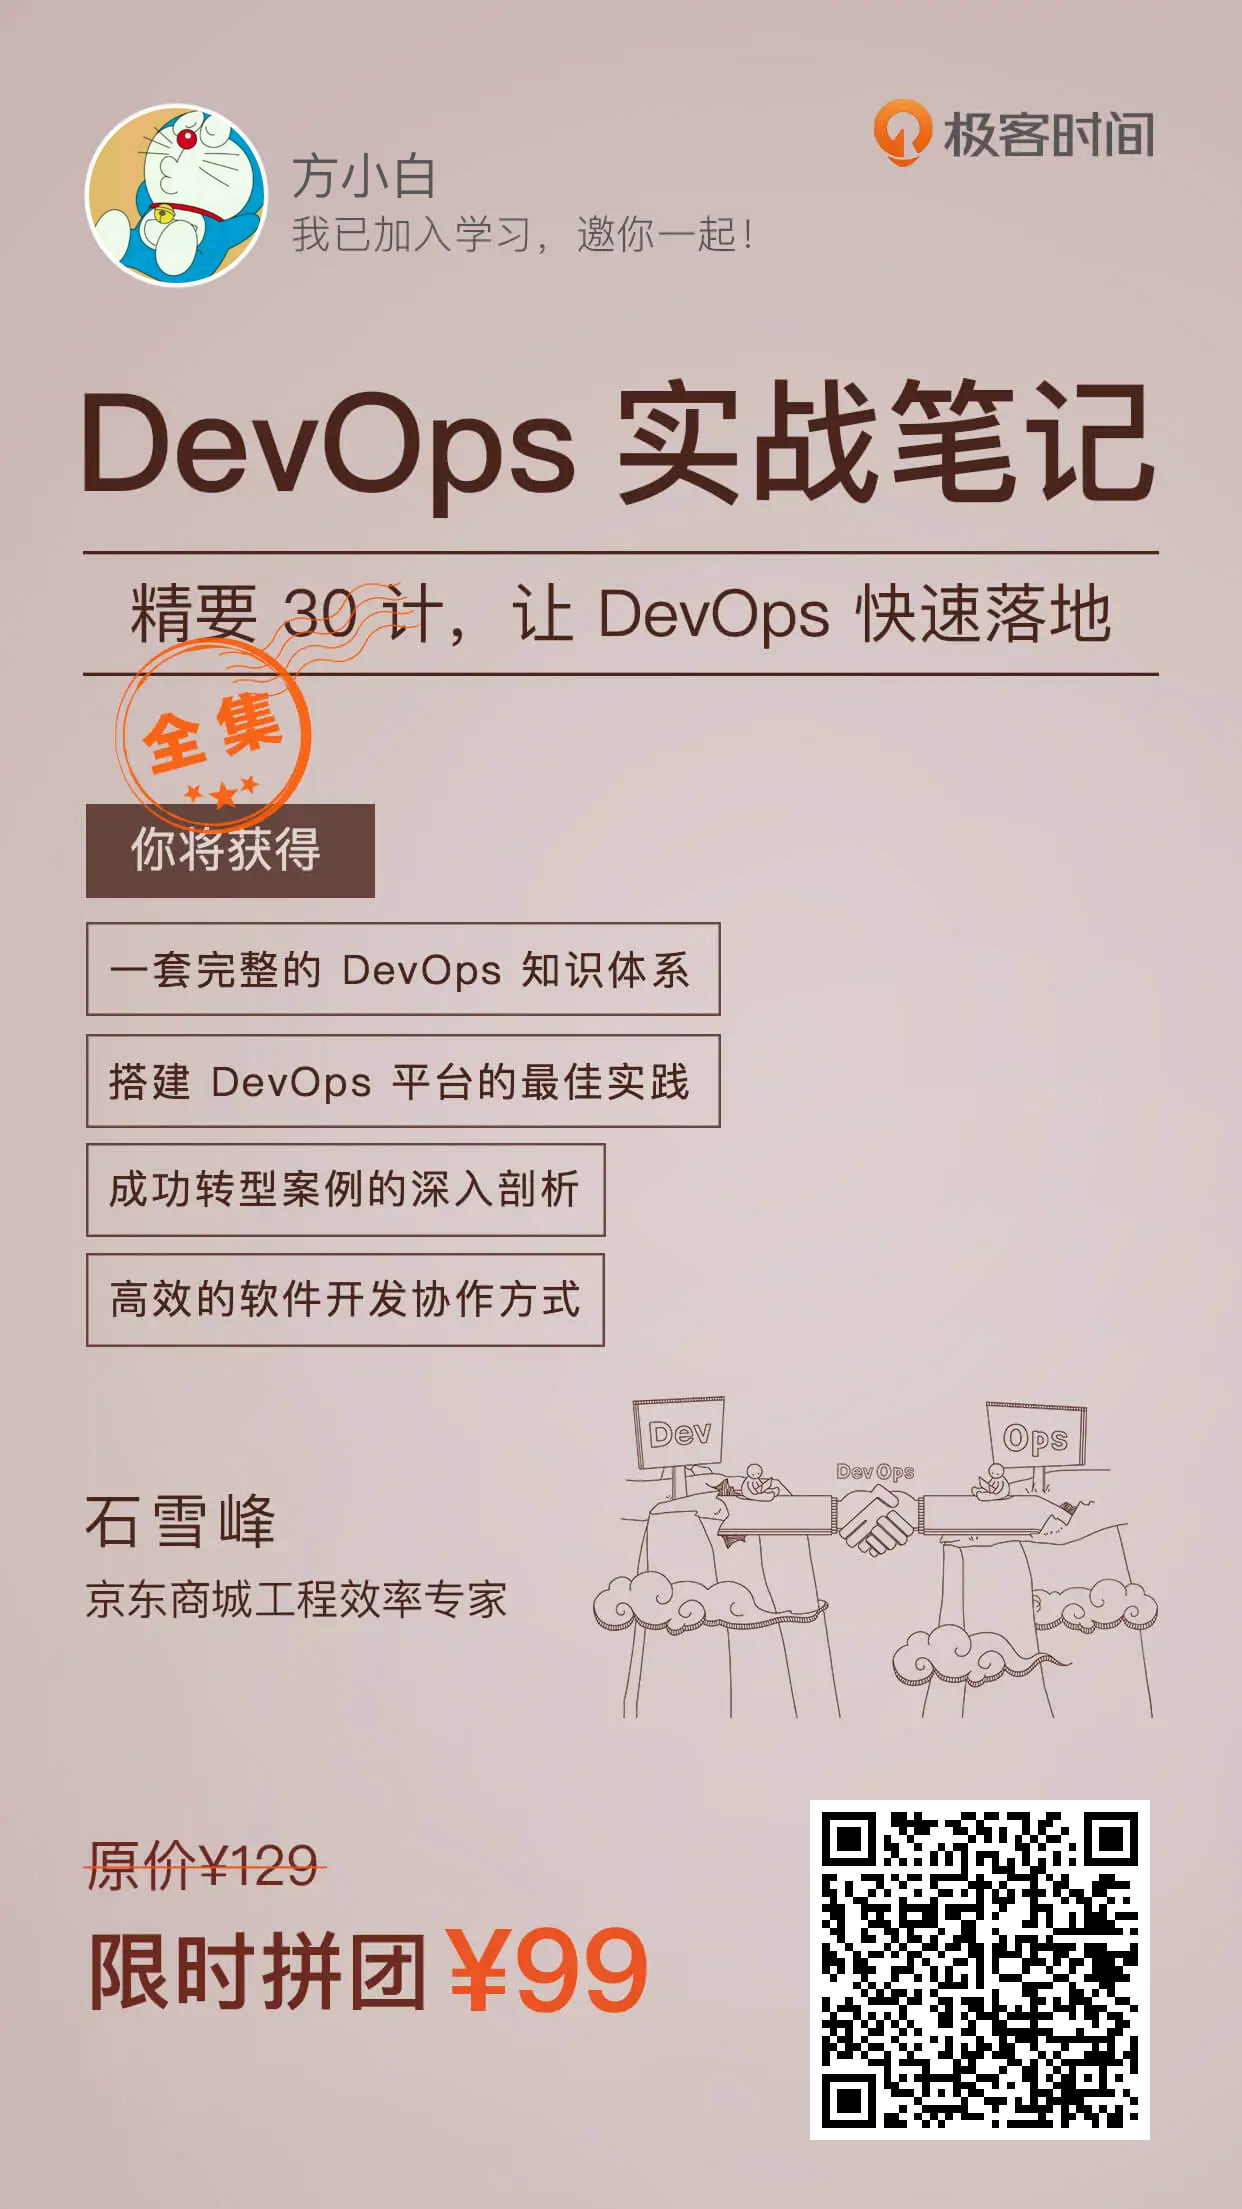 极客时间
方小白
我已加入学习，邀你一起！
DevOps 实战笔记
精要 30 计，让 DevOps 快速落地
全集
你将获得
一套完整的 DevOps 知识体系
搭建 DevOps 平台的最佳实践
成功转型案例的深入剖析
高效的软件开发协作方式
Dev
DevOps
Ops
石雪峰
京东商城工程效率专家
原价¥129
限时拼团¥99